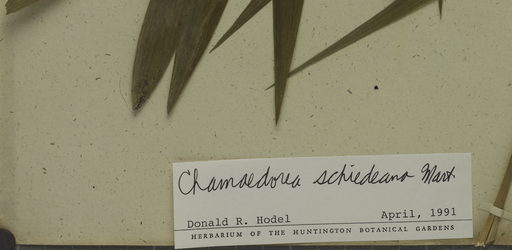 Chamaedorea schiedeana Mart.
Donald R. Hodel April, 1991
HERBARIUM OF THE HUNTINGTON BOTANICAL GARDENS